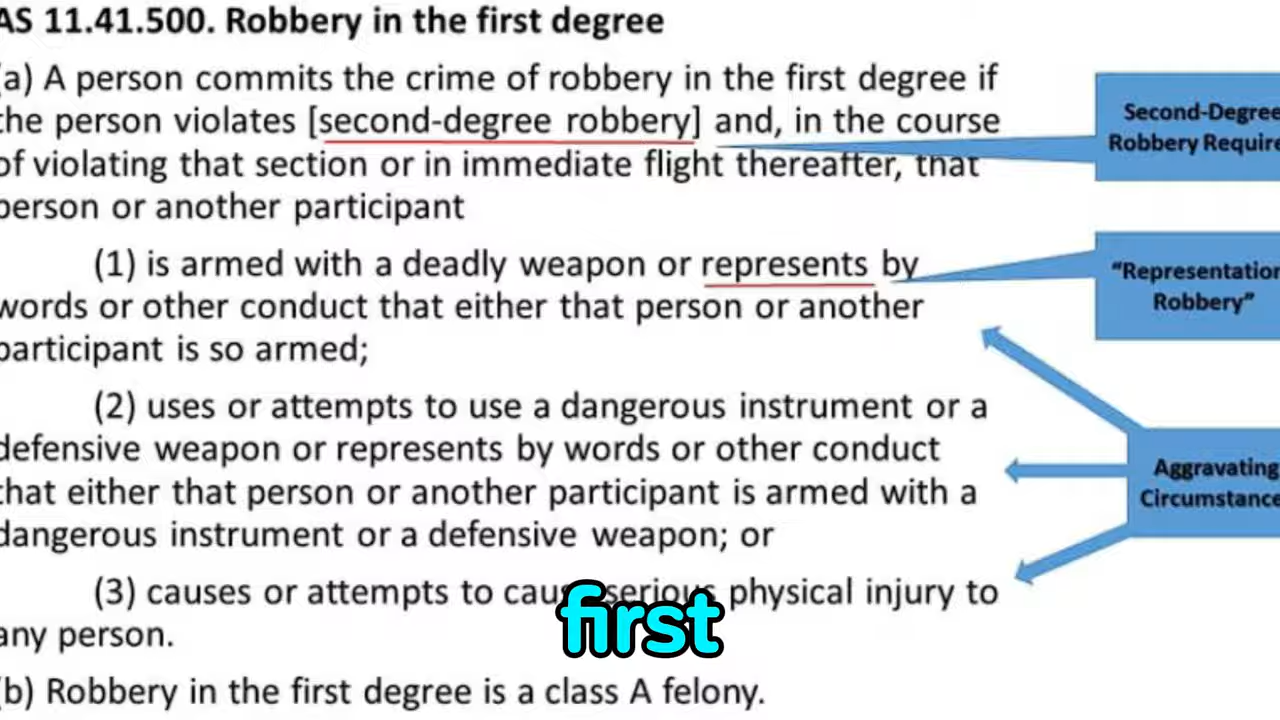 AS 11.41.500. Robbery in the first degree
(a) A person commits the crime of robbery in the first degree if
the person violates [second-degree robbery] and, in the course
of violating that section or in immediate flight thereafter, that
person or another participant
(1) is armed with a deadly weapon or represents by
words or other conduct that either that person or another
participant is so armed;
(2) uses or attempts to use a dangerous instrument or a
defensive weapon or represents by words or other conduct
that either that person or another participant is armed with a
dangerous instrument or a defensive weapon; or
(3) causes or attempts to cause serious physical injury to
any person.
(b) Robbery in the first degree is a class A felony.
Second-Degree
Robbery Require
"Representation
Robbery"
Aggravating
Circumstance
first